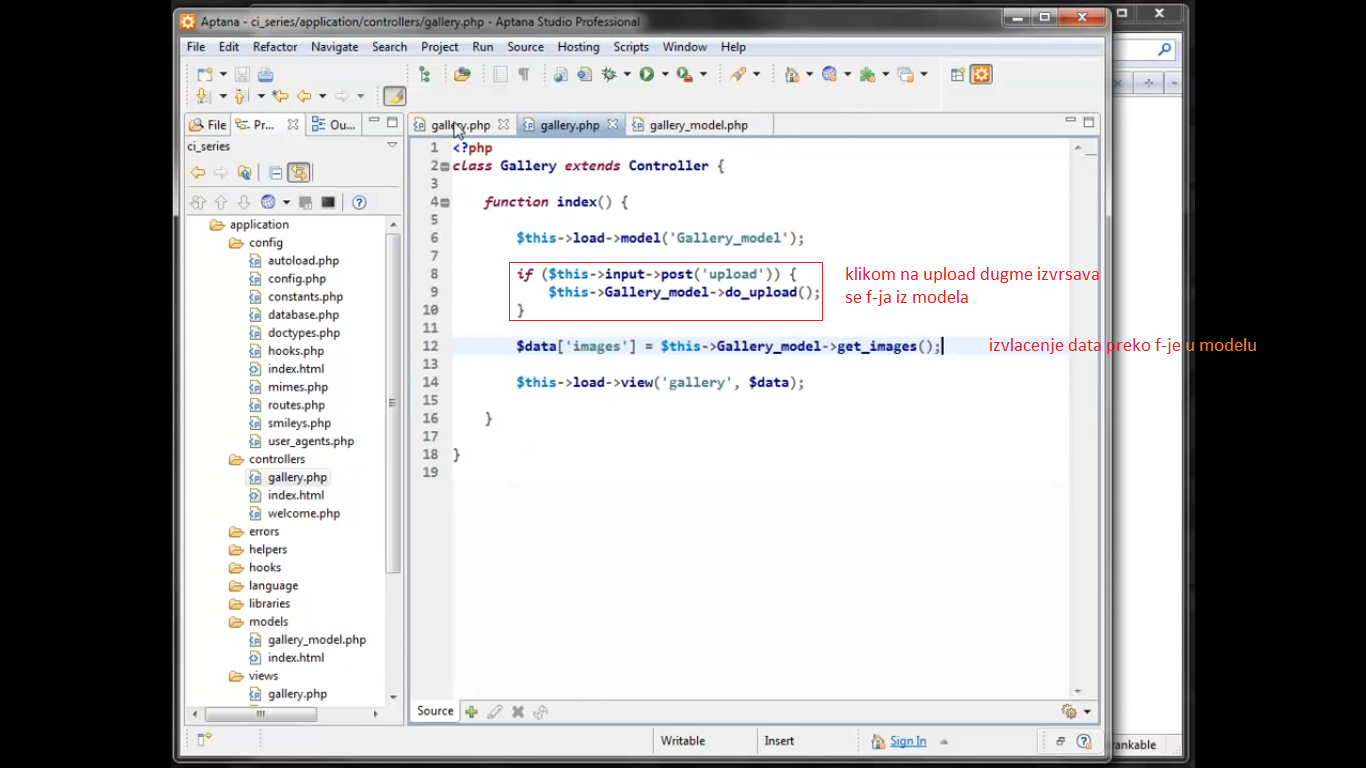 Aptana - ci_series/application/controllers/gallery.php - Aptana Studio Professional
File Edit Refactor Navigate Search Project Run Source Hosting Scripts Window Help
File Pr... Ou...
gallery.php gallery.php gallery_model.php
ci_series
application
config
autoload.php
config.php
constants.php
database.php
doctypes.php
hooks.php
index.html
mimes.php
routes.php
smileys.php
user_agents.php
controllers
gallery.php
index.html
welcome.php
errors
helpers
hooks
language
libraries
models
gallery_model.php
index.html
views
gallery.php
1 <?php
2 class Gallery extends Controller {
3
4 function index() {
5
6 $this->load->model('Gallery_model');
7
8 if ($this->input->post('upload')) {
9 $this->Gallery_model->do_upload();
10 }
11
12 $data['images'] = $this->Gallery_model->get_images();
13
14 $this->load->view('gallery', $data);
15
16 }
17
18 }
19
klikom na upload dugme izvrsava
se f-ja iz modela
izvlacenje data preko f-je u modelu
Source
Writable Insert Sign In
rankable